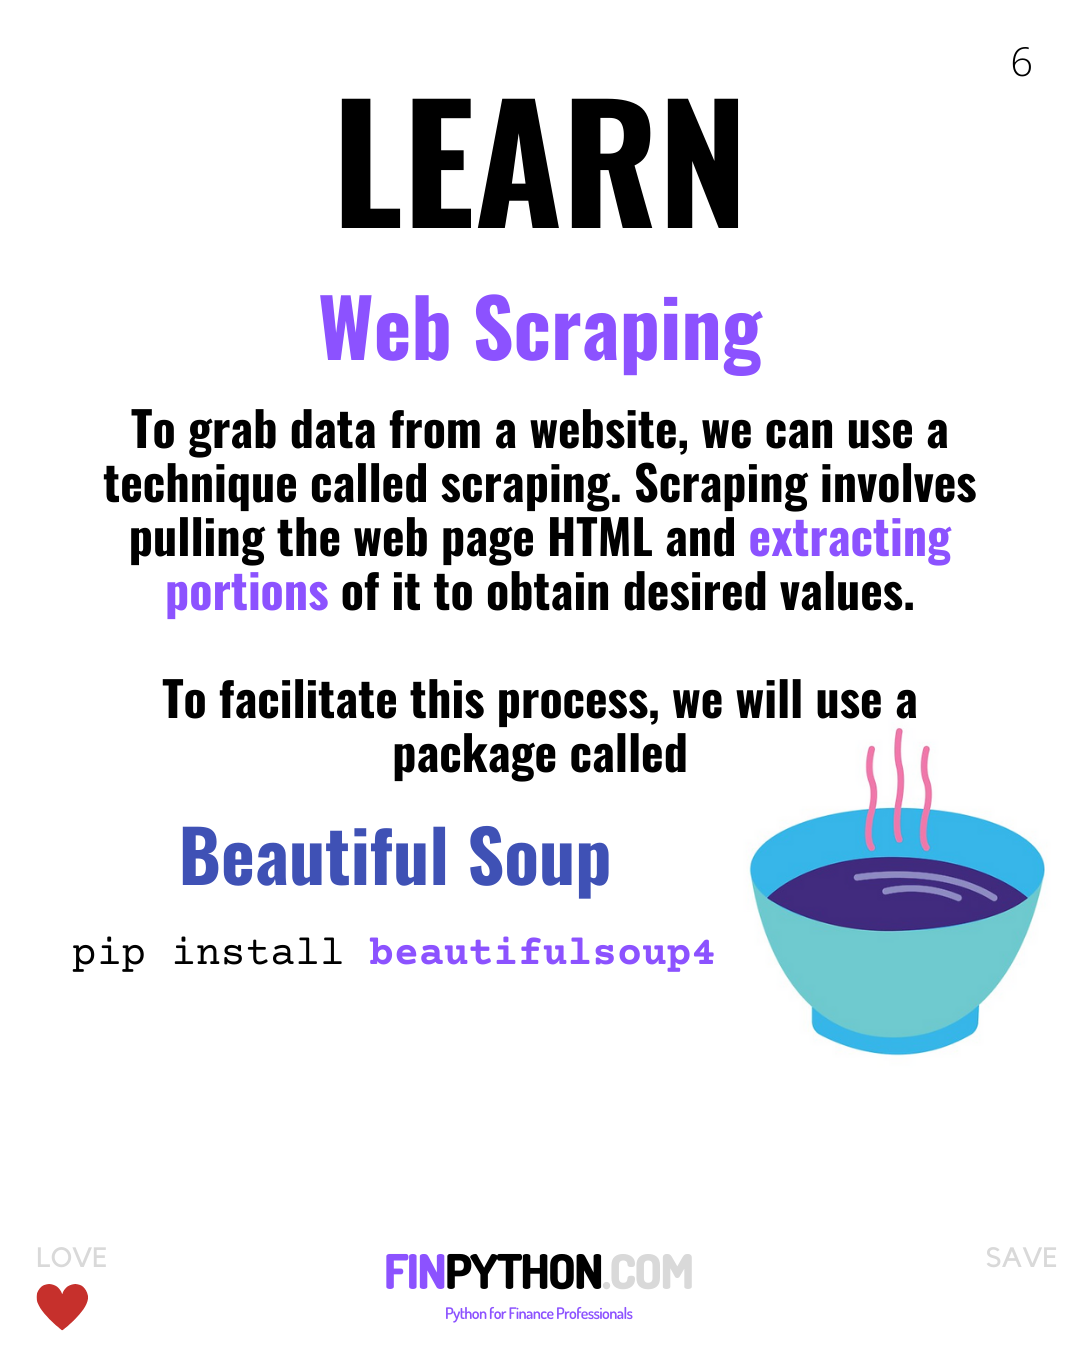 6
LEARN
Web Scraping
To grab data from a website, we can use a
technique called scraping. Scraping involves
pulling the web page HTML and extracting
portions of it to obtain desired values.
To facilitate this process, we will use a
package called
Beautiful Soup
pip install beautifulsoup4
LOVE
FINPYTHON.COM
SAVE
Python for Finance Professionals